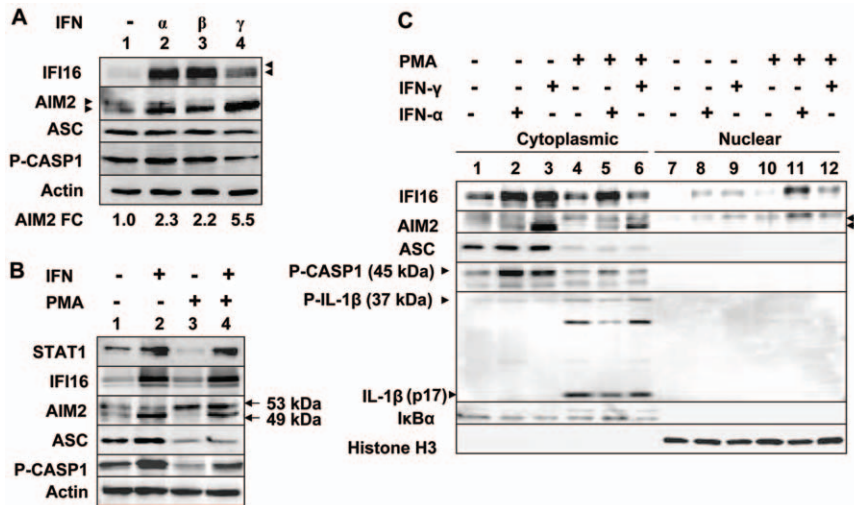 A
IFN - α β γ
1 2 3 4
IFI16
AIM2
ASC
P-CASP1
Actin
AIM2 FC 1.0 2.3 2.2 5.5
B
IFN - + - +
PMA - - + +
1 2 3 4
STAT1
IFI16
AIM2 53 kDa
49 kDa
ASC
P-CASP1
Actin
C
PMA - - - + + + - - - + + +
IFN-γ - - + - - + - - + - - +
IFN-α - + - - + - - + - - + -
Cytoplasmic Nuclear
1 2 3 4 5 6 7 8 9 10 11 12
IFI16
AIM2
ASC
P-CASP1 (45 kDa)
P-IL-1β (37 kDa)
IL-1β (p17)
IκBα
Histone H3